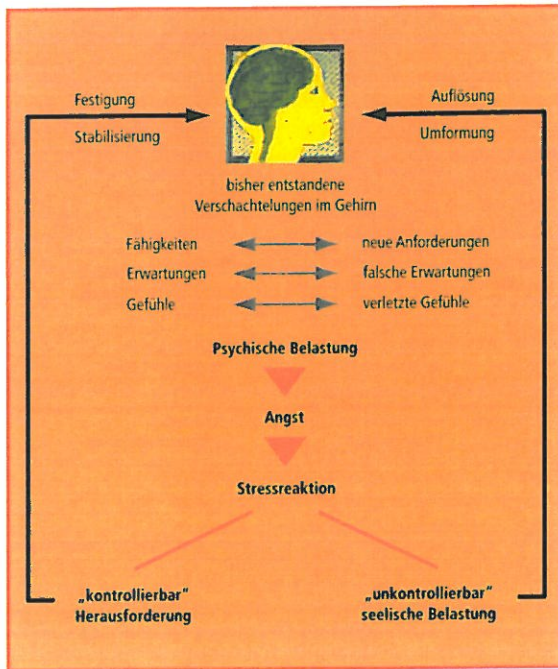 Festigung
Auflösung
Stabilisierung
Umformung
bisher entstandene
Verschachtelungen im Gehirn
Fähigkeiten
neue Anforderungen
Erwartungen
falsche Erwartungen
Gefühle
verletzte Gefühle
Psychische Belastung
Angst
Stressreaktion
„kontrollierbar“
Herausforderung
„unkontrollierbar“
seelische Belastung